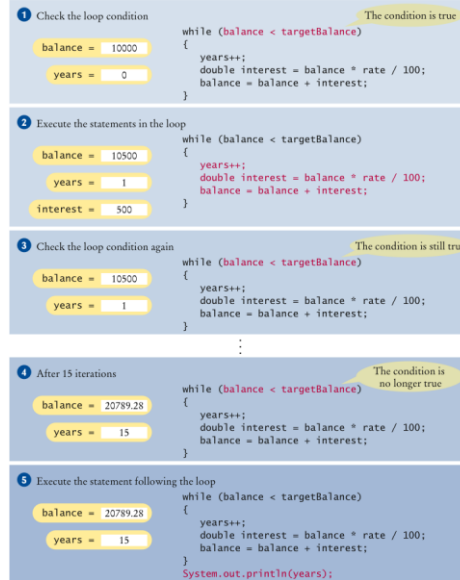 1 Check the loop condition
The condition is true
while (balance < targetBalance)
balance = 10000
{
years++;
years = 0
double interest = balance * rate / 100;
balance = balance + interest;
}
2 Execute the statements in the loop
while (balance < targetBalance)
balance = 10500
{
years++;
years = 1
double interest = balance * rate / 100;
balance = balance + interest;
interest = 500
}
3 Check the loop condition again
The condition is still tru
while (balance < targetBalance)
balance = 10500
{
years++;
years = 1
double interest = balance * rate / 100;
balance = balance + interest;
}
4 After 15 iterations
The condition is
no longer true
while (balance < targetBalance)
balance = 20789.28
{
years++;
years = 15
double interest = balance * rate / 100;
balance = balance + interest;
}
5 Execute the statement following the loop
while (balance < targetBalance)
balance = 20789.28
{
years++;
years = 15
double interest = balance * rate / 100;
balance = balance + interest;
}
System.out.println(years);